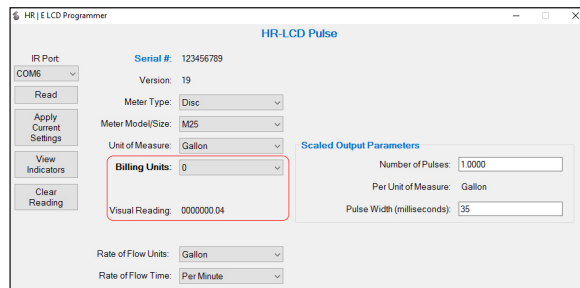 HR | E LCD Programmer
HR-LCD Pulse
IR Port
COM6
Read
Apply
Current
Settings
View
Indicators
Clear
Reading
Serial #: 123456789
Version: 19
Meter Type: Disc
Meter Model/Size: M25
Unit of Measure: Gallon
Billing Units: 0
Visual Reading: 0000000.04
Rate of Flow Units: Gallon
Rate of Flow Time: Per Minute
Scaled Output Parameters
Number of Pulses: 1.0000
Per Unit of Measure: Gallon
Pulse Width (milliseconds): 35